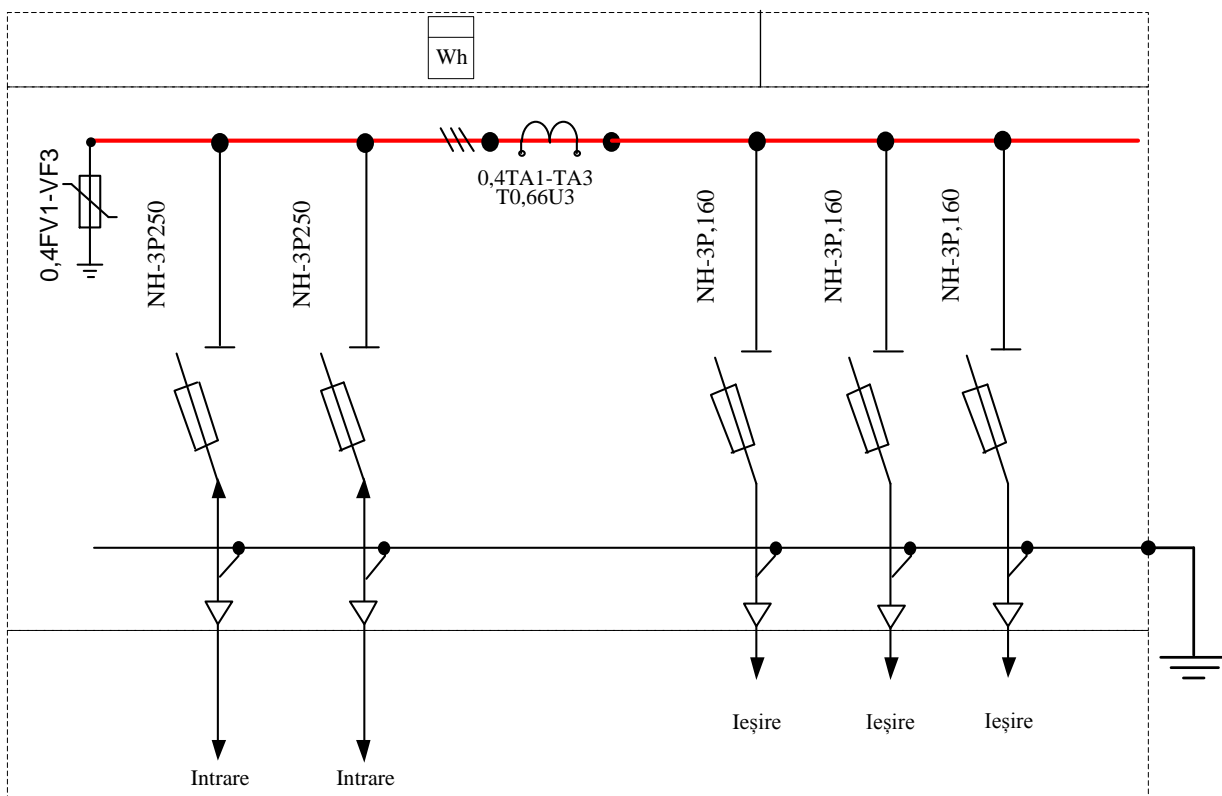 Wh
0,4FV1-VF3
NH-3P250
NH-3P250
0,4TA1-TA3
T0,66U3
NH-3P,160
NH-3P,160
NH-3P,160
Ieșire
Ieșire
Ieșire
Intrare
Intrare